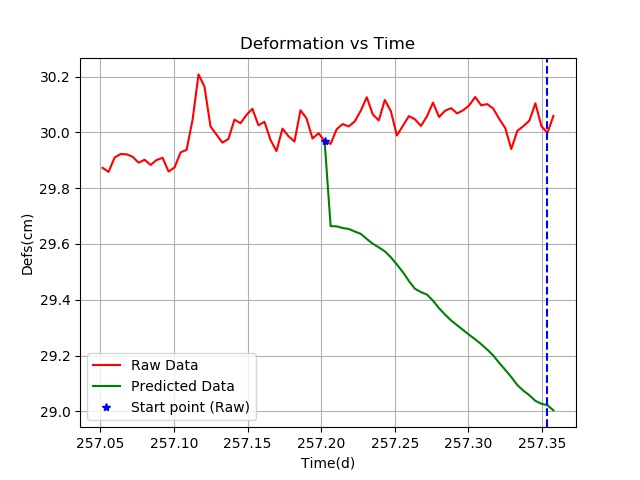 Deformation vs Time
30.2
30.0
29.8
29.6
29.4
29.2
29.0
Defs(cm)
Raw Data
Predicted Data
Start point (Raw)
257.05 257.10 257.15 257.20 257.25 257.30 257.35
Time(d)